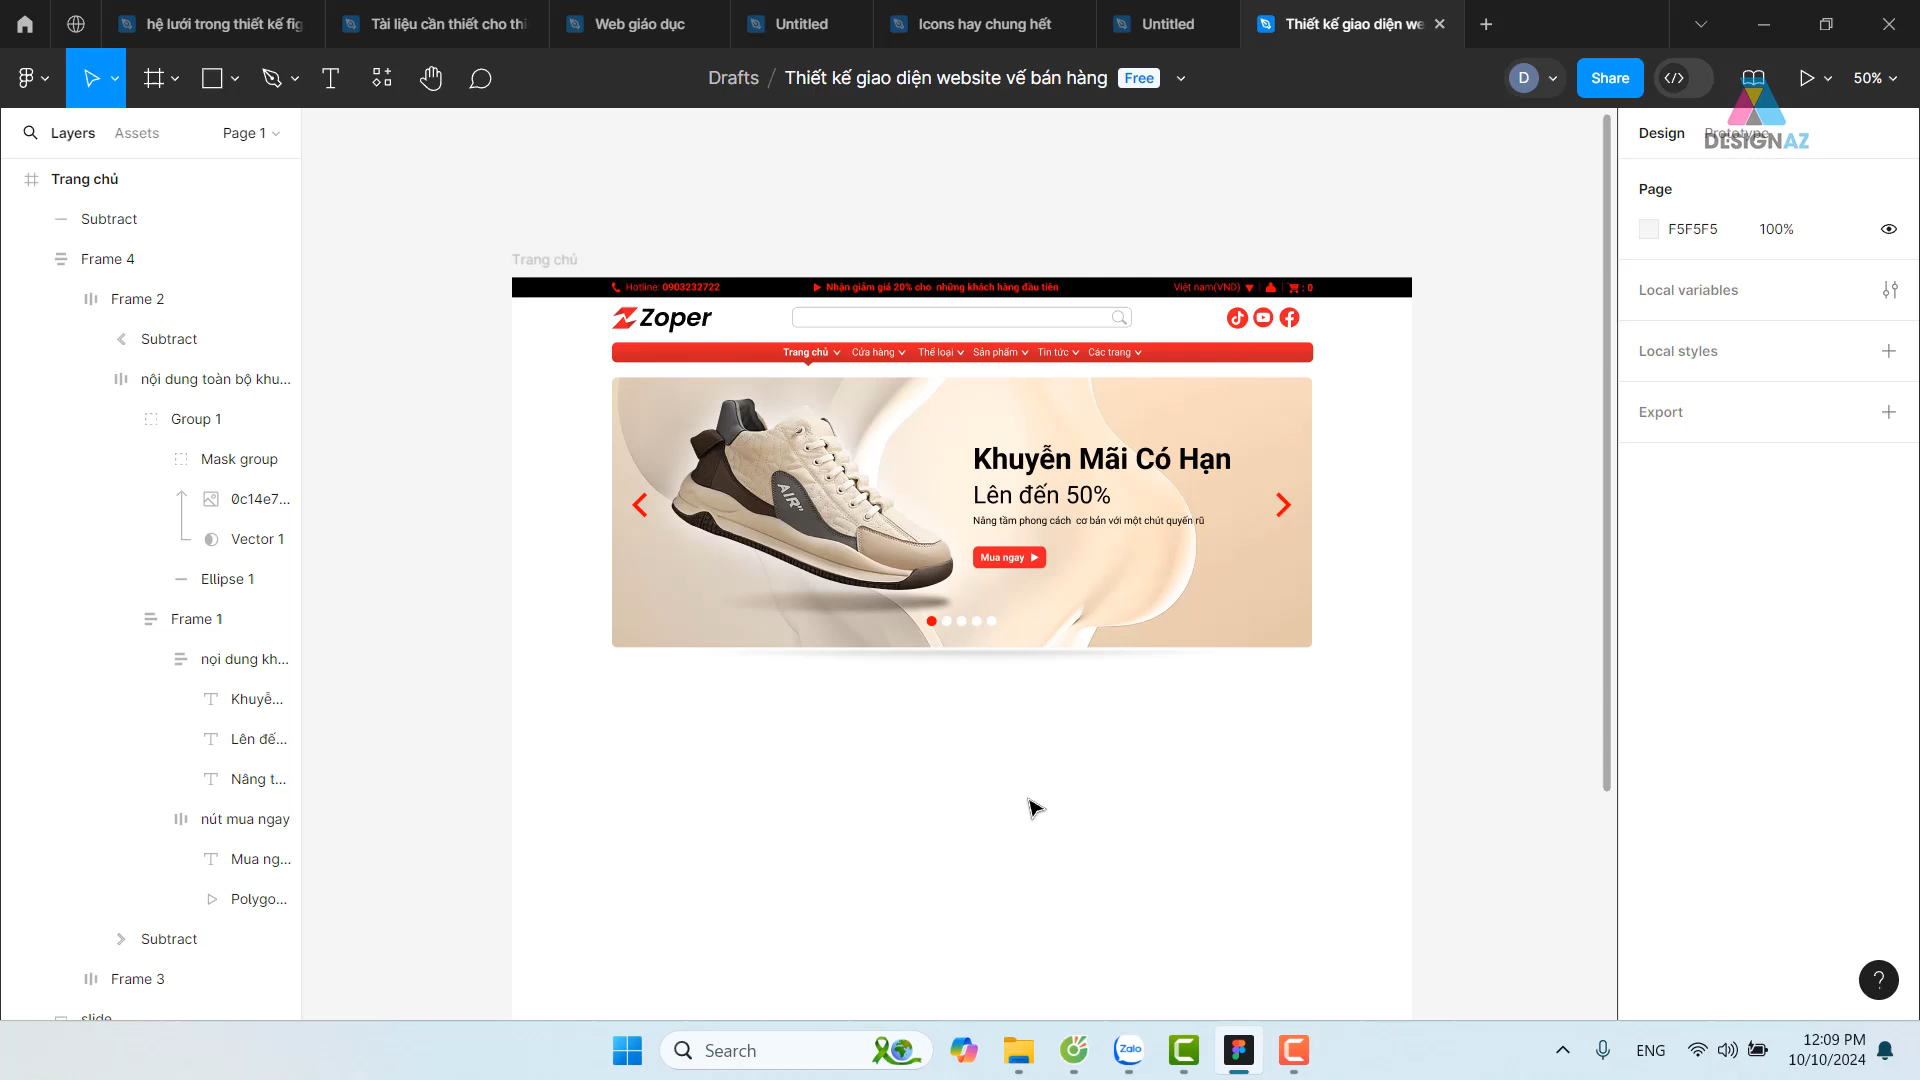 hệ lưới trong thiết kế fig
Tài liệu cần thiết cho thi
Web giáo dục
Untitled
Icons hay chung hết
Untitled
Thiết kế giao diện we
Drafts / Thiết kế giao diện website vế bán hàng Free
D
Share
50%
Layers Assets Page 1
Design Prototype
DESIGNAZ
Trang chủ
Subtract
Frame 4
Frame 2
Subtract
nội dung toàn bộ khu...
Group 1
Mask group
0c14e7...
Vector 1
Ellipse 1
Frame 1
nọi dung kh...
Khuyễ...
Lên đế...
Nâng t...
nút mua ngay
Mua ng...
Polygo...
Subtract
Frame 3
slide
Trang chủ
Hotline: 0903232722
Nhận giảm giá 20% cho những khách hàng đầu tiên
Việt nam(VND) : 0
Zoper
Trang chủ Cửa hàng Thể loại Sản phẩm Tin tức Các trang
AIR"
Khuyễn Mãi Có Hạn
Lên đến 50%
Nâng tầm phong cách cơ bản với một chút quyến rũ
Mua ngay
Page
F5F5F5 100%
Local variables
Local styles
Export
?
Search
Zalo
ENG
12:09 PM
10/10/2024